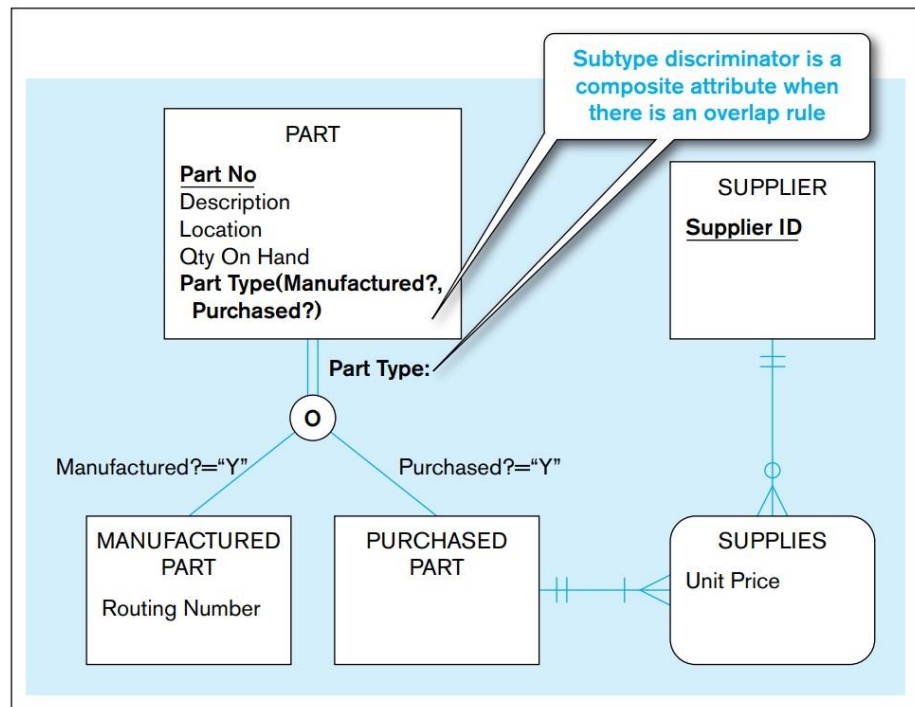 Subtype discriminator is a
composite attribute when
there is an overlap rule
PART
Part No
Description
Location
Qty On Hand
Part Type(Manufactured?,
Purchased?)
SUPPLIER
Supplier ID
Part Type:
O
Manufactured?=“Y”
Purchased?=“Y”
MANUFACTURED
PART
Routing Number
PURCHASED
PART
SUPPLIES
Unit Price